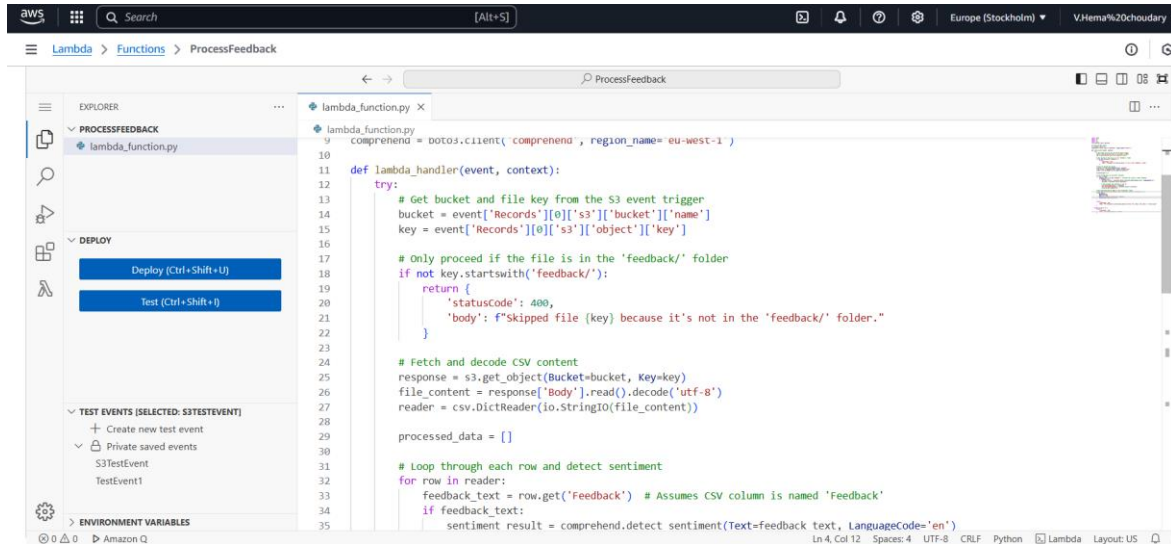 aws
Search
[Alt+S]
Europe (Stockholm)
V.Hema%20choudary
Lambda > Functions > ProcessFeedback
ProcessFeedback
EXPLORER
lambda_function.py
PROCESSFEEDBACK
lambda_function.py
lambda_function.py
9 comprehend = boto3.client('comprehend', region_name='eu-west-1')
10
11 def lambda_handler(event, context):
12 try:
13 # Get bucket and file key from the S3 event trigger
14 bucket = event['Records'][0]['s3']['bucket']['name']
15 key = event['Records'][0]['s3']['object']['key']
16
17 # Only proceed if the file is in the 'feedback/' folder
18 if not key.startswith('feedback/'):
19 return {
20 'statusCode': 400,
21 'body': f"Skipped file {key} because it's not in the 'feedback/' folder."
22 }
23
24 # Fetch and decode CSV content
25 response = s3.get_object(Bucket=bucket, Key=key)
26 file_content = response['Body'].read().decode('utf-8')
27 reader = csv.DictReader(io.StringIO(file_content))
28
29 processed_data = []
30
31 # Loop through each row and detect sentiment
32 for row in reader:
33 feedback_text = row.get('Feedback') # Assumes CSV column is named 'Feedback'
34 if feedback_text:
35 sentiment_result = comprehend.detect_sentiment(Text=feedback_text, LanguageCode='en')
DEPLOY
Deploy (Ctrl+Shift+U)
Test (Ctrl+Shift+I)
TEST EVENTS [SELECTED: S3TESTEVENT]
+ Create new test event
Private saved events
S3TestEvent
TestEvent1
ENVIRONMENT VARIABLES
0 0 Amazon Q
Ln 4, Col 12 Spaces: 4 UTF-8 CRLF Python Lambda Layout: US